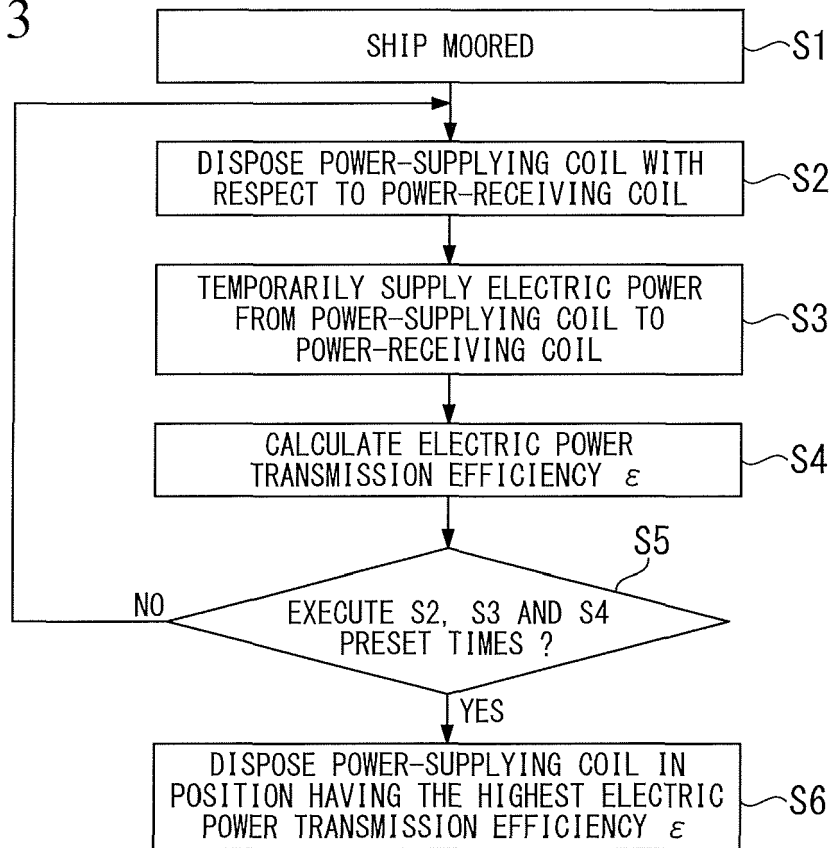 3
SHIP MOORED
S1
DISPOSE POWER-SUPPLYING COIL WITH
RESPECT TO POWER-RECEIVING COIL
S2
TEMPORARILY SUPPLY ELECTRIC POWER
FROM POWER-SUPPLYING COIL TO
POWER-RECEIVING COIL
S3
CALCULATE ELECTRIC POWER
TRANSMISSION EFFICIENCY ε
S4
S5
NO
EXECUTE S2, S3 AND S4
PRESET TIMES ?
YES
DISPOSE POWER-SUPPLYING COIL IN
POSITION HAVING THE HIGHEST ELECTRIC
POWER TRANSMISSION EFFICIENCY ε
S6